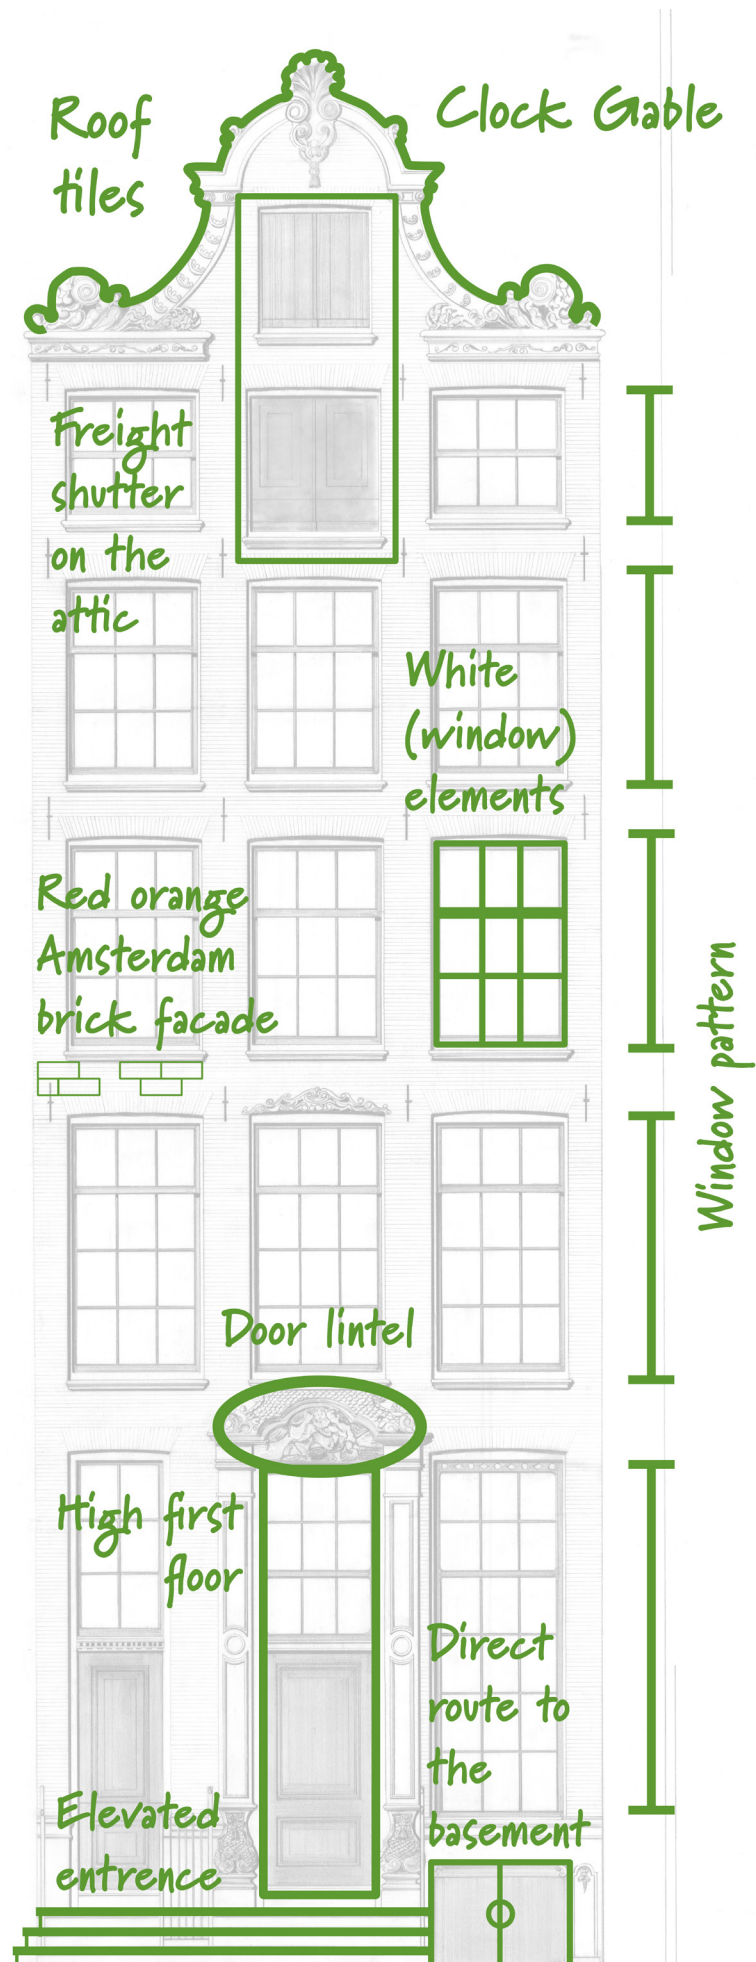 Roof
tiles
Clock Gable
Freight
shutter
on the
attic
White
(window)
elements
Red orange
Amsterdam
brick facade
Window pattern
Door lintel
High first
floor
Direct
route to
the
basement
Elevated
entrence